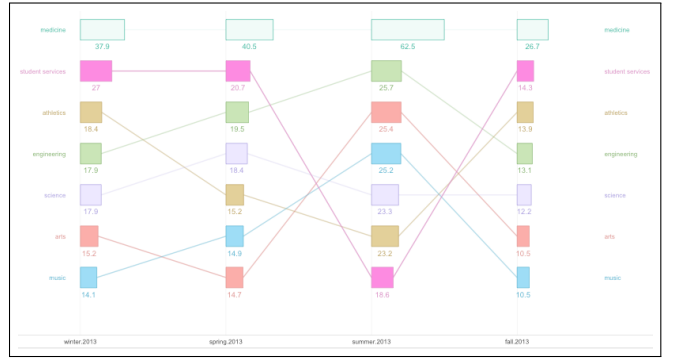 medicine medicine
37.9 40.5 62.5 26.7
student services student services
27 20.7 25.7 14.3
athletics athletics
18.4 19.5 25.4 13.9
engineering engineering
17.9 18.4 25.2 13.1
science science
17.9 15.2 23.3 12.2
arts arts
15.2 14.9 23.2 10.5
music music
14.1 14.7 18.6 10.5
winter.2013 spring.2013 summer.2013 fall.2013